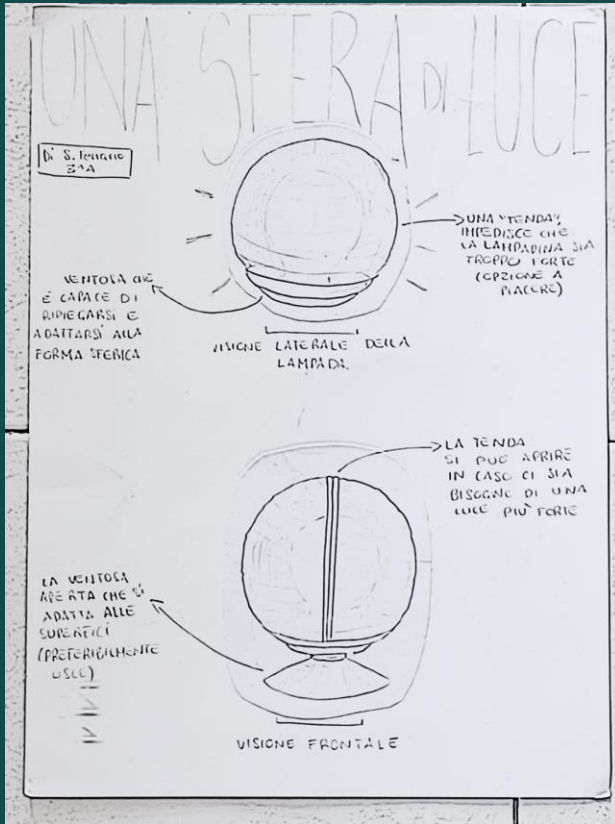 UNA SFERA DI LUCE
Di S.
3^A
UNA "TENDA",
IMPEDISCE CHE
LA LAMPADINA SIA
TROPPO FORTE
(OPZIONE A
PIACERE)
VENTOSA CHE
È CAPACE DI
RIPIEGARSI E
ADATTARSI ALLA
FORMA SFERICA
VISIONE LATERALE DELLA
LAMPADA.
LA TENDA
SI PUÒ APRIRE
IN CASO CI SIA
BISOGNO DI UNA
LUCE PIÙ FORTE
LA VENTOSA
APERTA CHE SI
ADATTA ALLE
SUPERFICI
(PREFERIBILMENTE
VISIONE FRONTALE